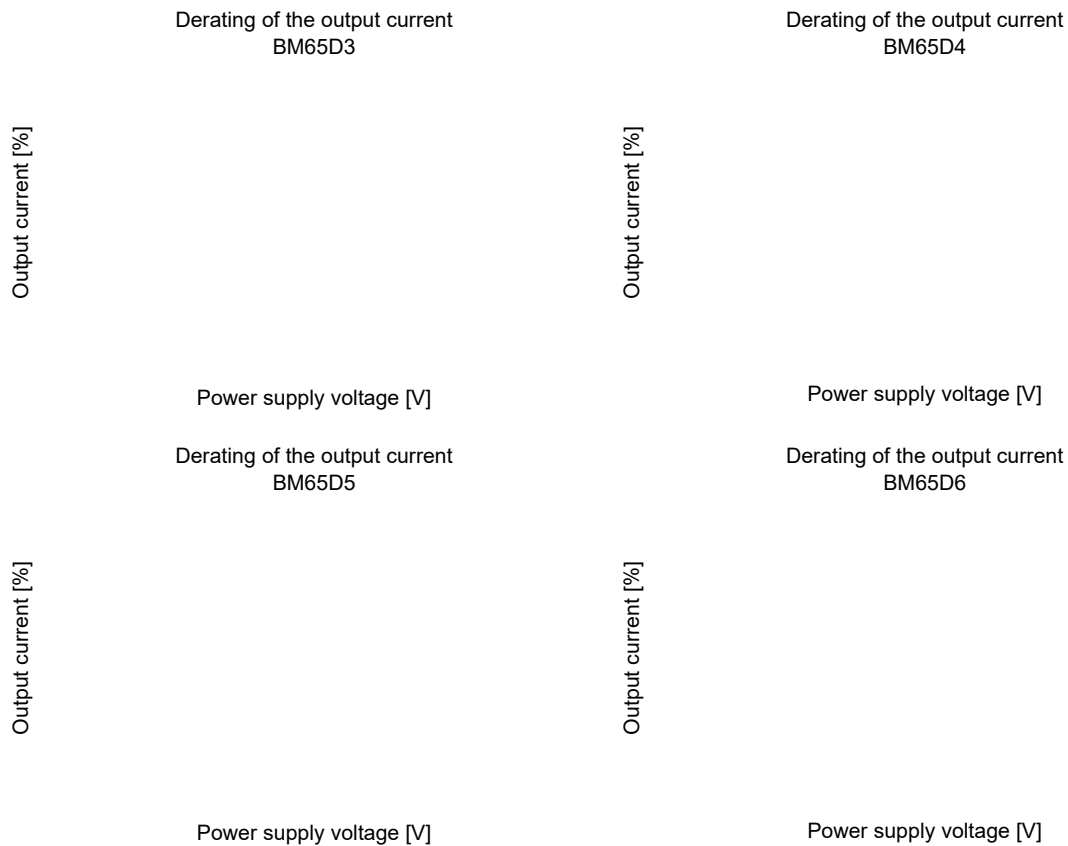 Derating of the output current
BM65D3
Output current [%]
Power supply voltage [V]
Derating of the output current
BM65D4
Output current [%]
Power supply voltage [V]
Derating of the output current
BM65D5
Output current [%]
Power supply voltage [V]
Derating of the output current
BM65D6
Output current [%]
Power supply voltage [V]